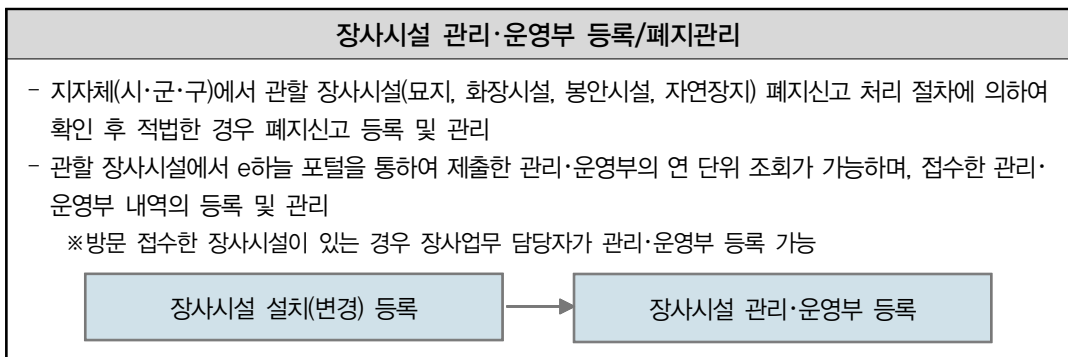 장사시설 관리·운영부 등록/폐지관리
- 지자체(시·군·구)에서 관할 장사시설(묘지, 화장시설, 봉안시설, 자연장지) 폐지신고 처리 절차에 의하여
확인 후 적법한 경우 폐지신고 등록 및 관리
- 관할 장사시설에서 e하늘 포털을 통하여 제출한 관리·운영부의 연 단위 조회가 가능하며, 접수한 관리·
운영부 내역의 등록 및 관리
※방문 접수한 장사시설이 있는 경우 장사업무 담당자가 관리·운영부 등록 가능
장사시설 설치(변경) 등록
장사시설 관리·운영부 등록